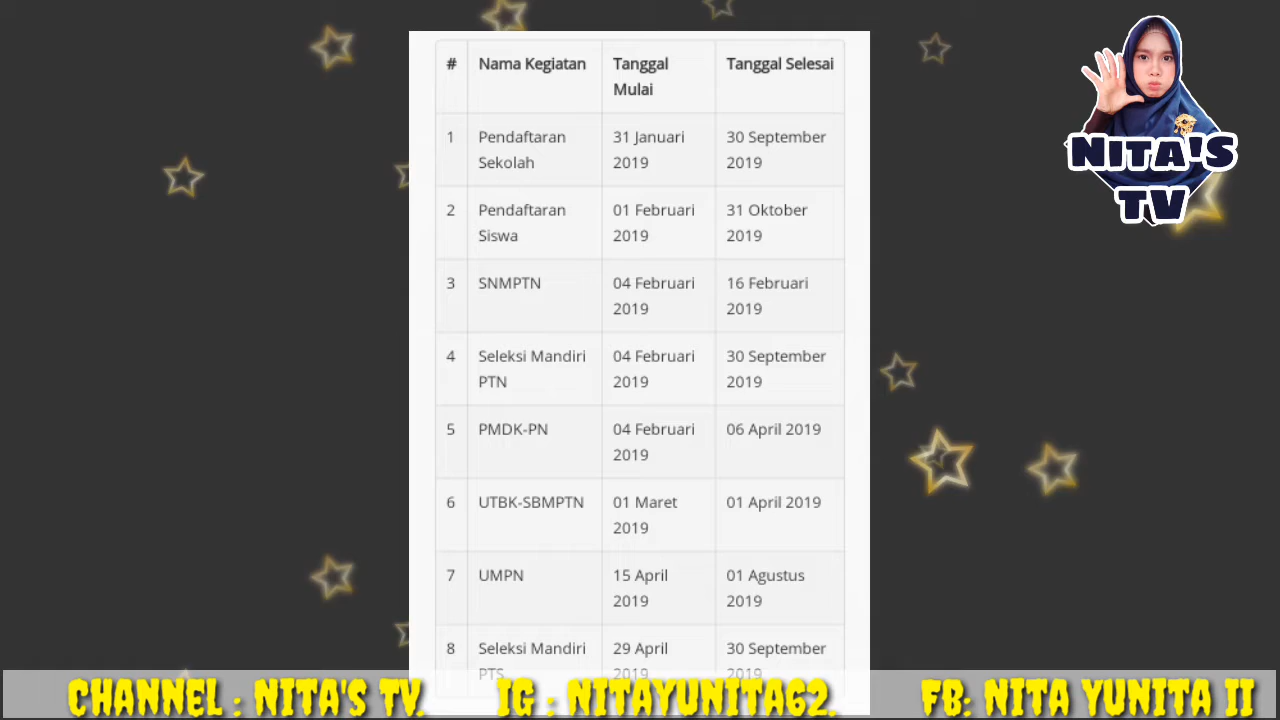 # Nama Kegiatan Tanggal Mulai Tanggal Selesai
1 Pendaftaran Sekolah 31 Januari 2019 30 September 2019
2 Pendaftaran Siswa 01 Februari 2019 31 Oktober 2019
3 SNMPTN 04 Februari 2019 16 Februari 2019
4 Seleksi Mandiri PTN 04 Februari 2019 30 September 2019
5 PMDK-PN 04 Februari 2019 06 April 2019
6 UTBK-SBMPTN 01 Maret 2019 01 April 2019
7 UMPN 15 April 2019 01 Agustus 2019
8 Seleksi Mandiri PTS 29 April 2019 30 September 2019
NITA'S
TV
CHANNEL : NITA'S TV. IG : NITAYUNITA62. FB: NITA YUNITA II